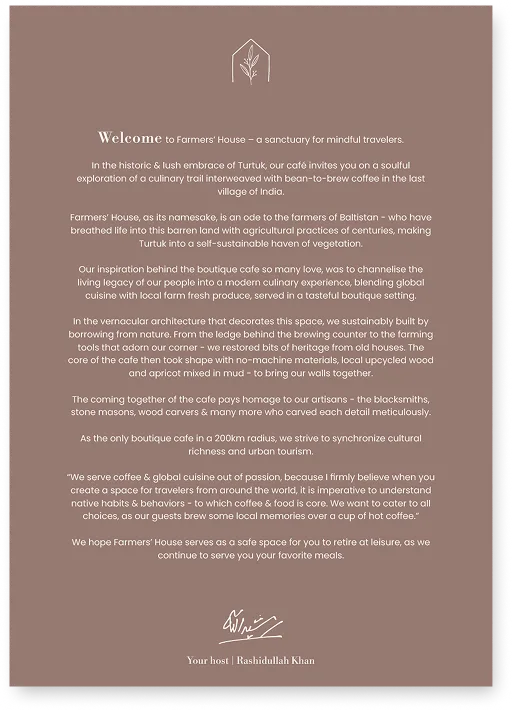 Welcome to Farmers' House – a sanctuary for mindful travelers.
In the historic & lush embrace of Turtuk, our café invites you on a soulful
exploration of a culinary trail interweaved with bean-to-brew coffee in the last
village of India.
Farmers' House, as its namesake, is an ode to the farmers of Baltistan - who have
breathed life into this barren land with agricultural practices of centuries, making
Turtuk into a self-sustainable haven of vegetation.
Our inspiration behind the boutique cafe so many love, was to channelise the
living legacy of our people into a modern culinary experience, blending global
cuisine with local farm fresh produce, served in a tasteful boutique setting.
In the vernacular architecture that decorates this space, we sustainably built by
borrowing from nature. From the ledge behind the brewing counter to the farming
tools that adorn our corner - we restored bits of heritage from old houses. The
core of the cafe then took shape with no-machine materials, local upcycled wood
and apricot mixed in mud - to bring our walls together.
The coming together of the cafe pays homage to our artisans - the blacksmiths,
stone masons, wood carvers & many more who carved each detail meticulously.
As the only boutique cafe in a 200km radius, we strive to synchronize cultural
richness and urban tourism.
"We serve coffee & global cuisine out of passion, because I firmly believe when you
create a space for travelers from around the world, it is imperative to understand
native habits & behaviors - to which coffee & food is core. We want to cater to all
choices, as our guests brew some local memories over a cup of hot coffee."
We hope Farmers' House serves as a safe space for you to retire at leisure, as we
continue to serve you your favorite meals.
Your host | Rashidullah Khan